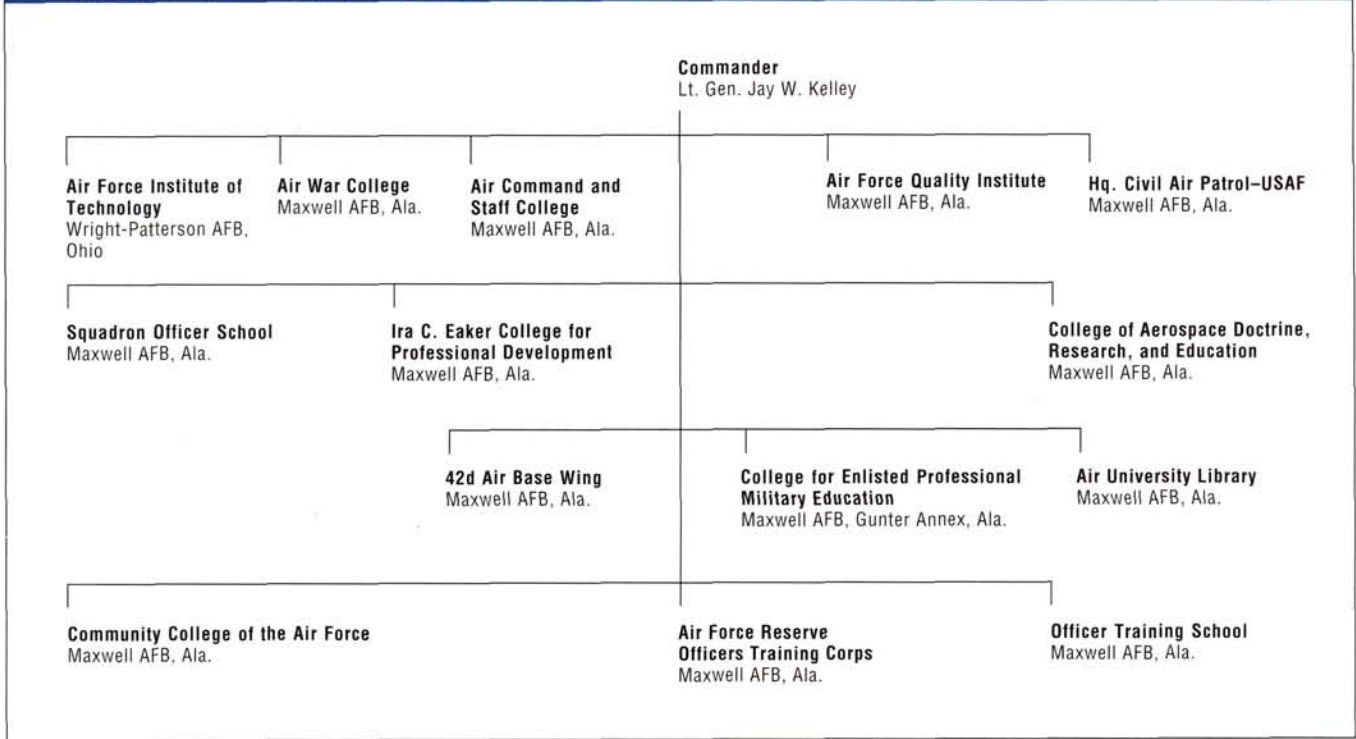 Commander
Lt. Gen. Jay W. Kelley
Air Force Institute of
Technology
Wright-Patterson AFB,
Ohio
Air War College
Maxwell AFB, Ala.
Air Command and
Staff College
Maxwell AFB, Ala.
Air Force Quality Institute
Maxwell AFB, Ala.
Hq. Civil Air Patrol–USAF
Maxwell AFB, Ala.
Squadron Officer School
Maxwell AFB, Ala.
Ira C. Eaker College for
Professional Development
Maxwell AFB, Ala.
College of Aerospace Doctrine,
Research, and Education
Maxwell AFB, Ala.
42d Air Base Wing
Maxwell AFB, Ala.
College for Enlisted Professional
Military Education
Maxwell AFB, Gunter Annex, Ala.
Air University Library
Maxwell AFB, Ala.
Community College of the Air Force
Maxwell AFB, Ala.
Air Force Reserve
Officers Training Corps
Maxwell AFB, Ala.
Officer Training School
Maxwell AFB, Ala.